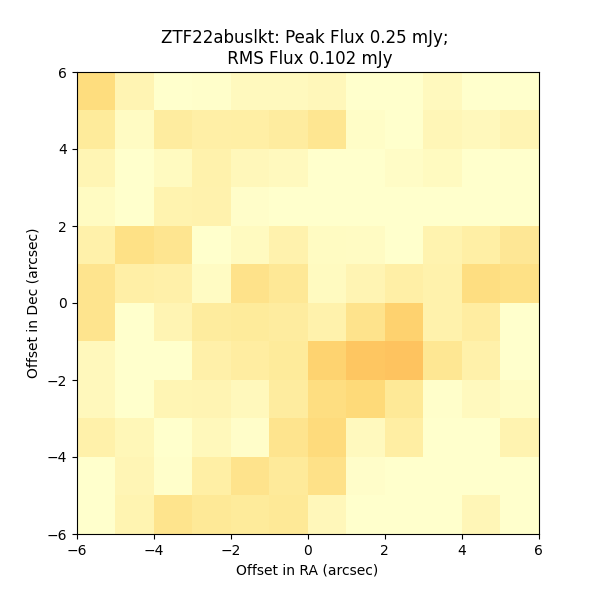 ZTF22abuslkt: Peak Flux 0.25 mJy;
RMS Flux 0.102 mJy
6
4
2
0
−2
−4
−6
Offset in Dec (arcsec)
−6 −4 −2 0 2 4 6
Offset in RA (arcsec)